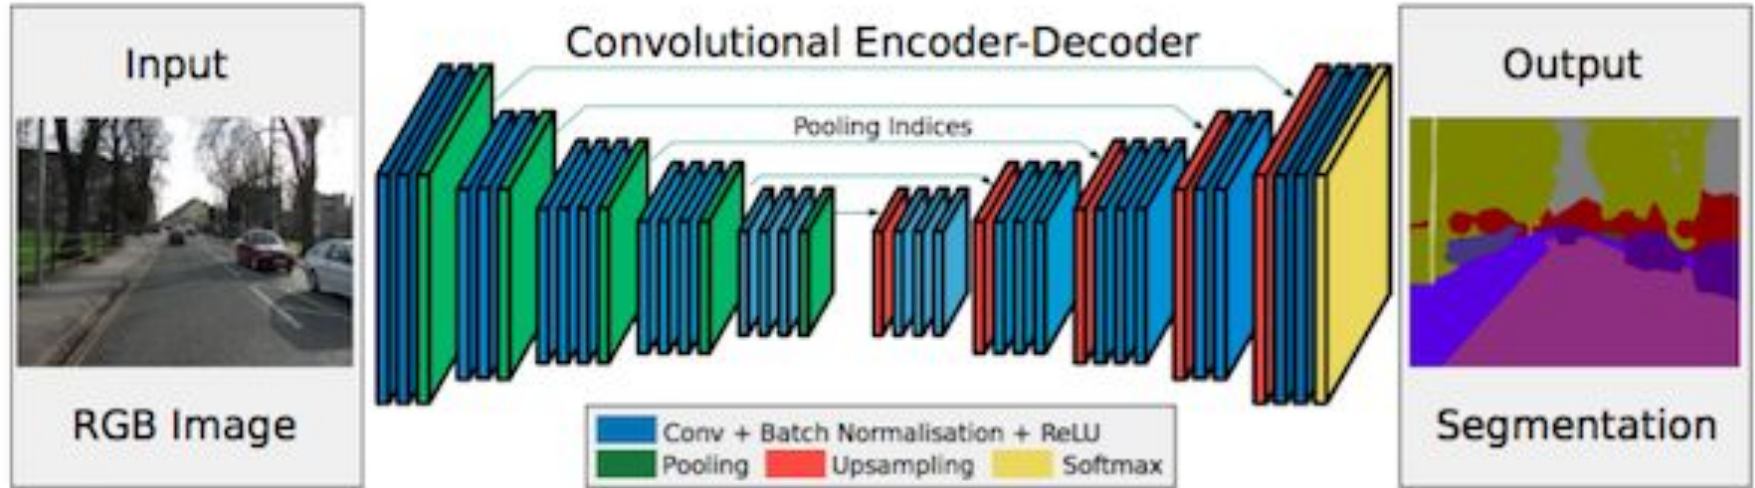 Input
RGB Image
Convolutional Encoder-Decoder
Pooling Indices
Conv + Batch Normalisation + ReLU
Pooling Upsampling Softmax
Output
Segmentation